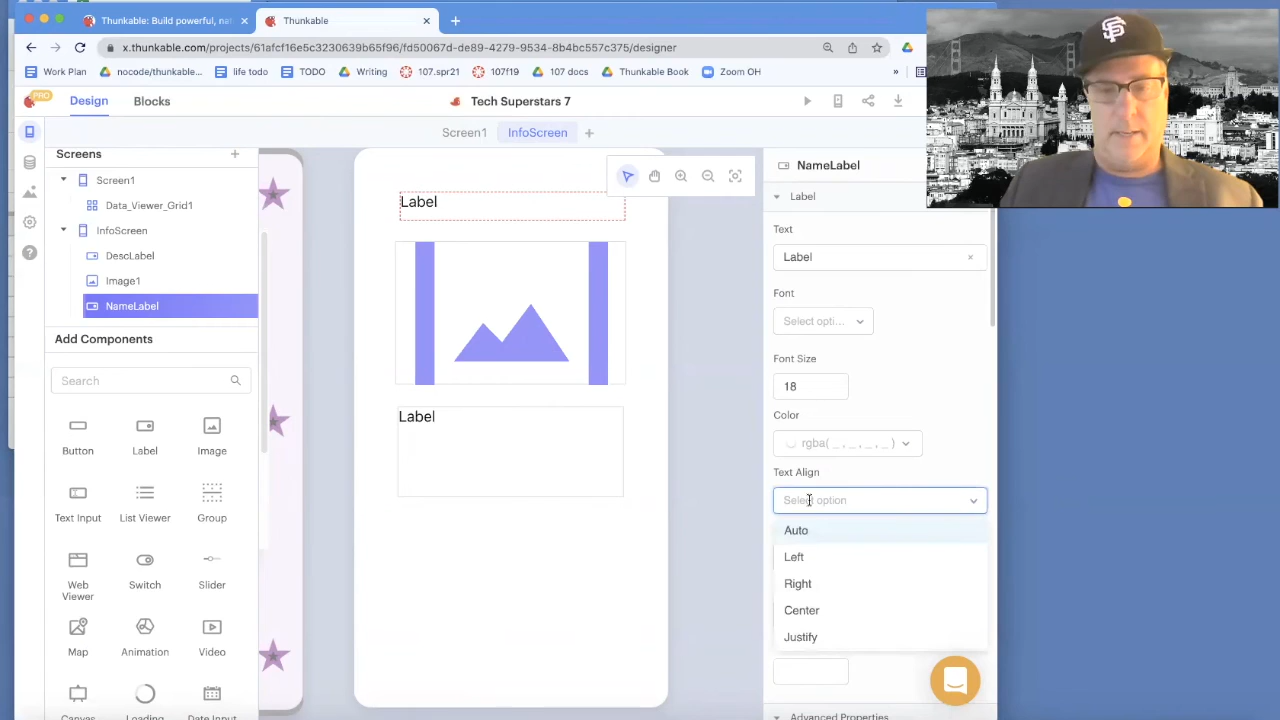 Thunkable: Build powerful, nat
Thunkable
x.thunkable.com/projects/61afcf16e5c3230639b65f96/fd50067d-de89-4279-9534-8b4bc557c375/designer
Work Plan
nocode/thunkable...
life todo
TODO
Writing
107.spr21
107f19
107 docs
Thunkable Book
Zoom OH
»
SF
PRO
Design
Blocks
Tech Superstars 7
Screen1
InfoScreen
Screens
Screen1
Data_Viewer_Grid1
InfoScreen
DescLabel
Image1
NameLabel
Add Components
Search
Button
Label
Image
Text Input
List Viewer
Group
Web Viewer
Switch
Slider
Map
Animation
Video
Canvas
Loading
Date Input
Label
Label
NameLabel
Label
Text
Label
Font
Select opti...
Font Size
18
Color
rgba( _ , _ , _ , _ )
Text Align
Select option
Auto
Left
Right
Center
Justify
Advanced Properties